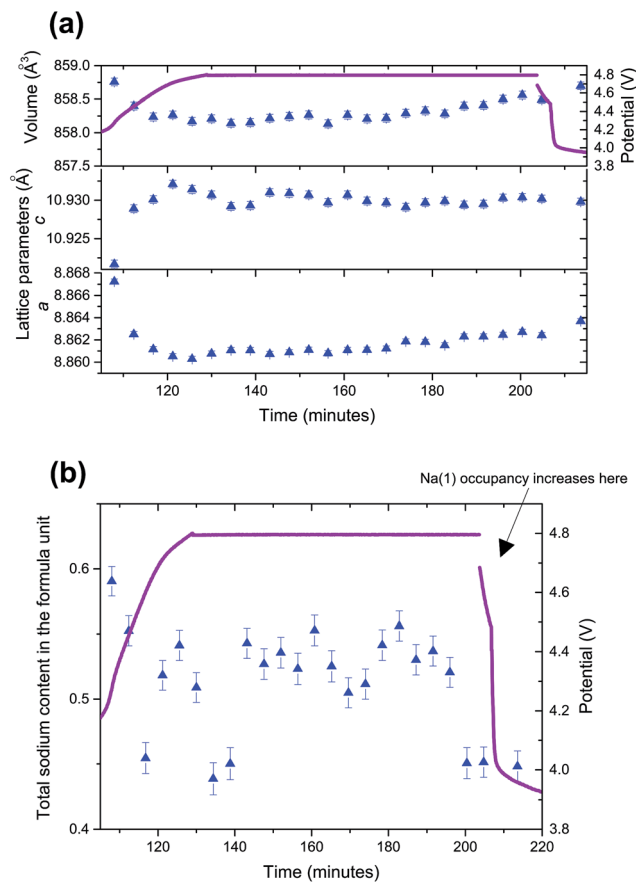 (a)
Volume (Å³)
859.0
858.5
858.0
857.5
4.8
4.6
4.4
4.2
4.0
3.8
Potential (V)
Lattice parameters (Å)
c
10.930
10.925
a
8.868
8.866
8.864
8.862
8.860
120 140 160 180 200
Time (minutes)
(b)
Na(1) occupancy increases here
Total sodium content in the formula unit
0.6
0.5
0.4
4.8
4.6
4.4
4.2
4.0
3.8
Potential (V)
120 140 160 180 200 220
Time (minutes)